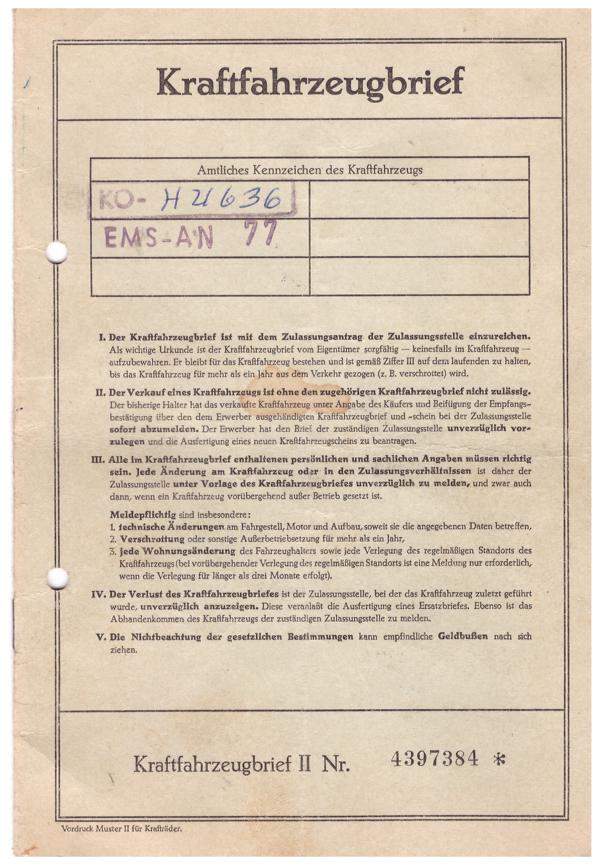 Kraftfahrzeugbrief
Amtliches Kennzeichen des Kraftfahrzeugs
KO- HU636
EMS-AN 77
I. Der Kraftfahrzeugbrief ist mit dem Zulassungsantrag der Zulassungsstelle einzureichen.
Als wichtige Urkunde ist der Kraftfahrzeugbrief vom Eigentümer sorgfältig — keinesfalls im Kraftfahrzeug —
aufzubewahren. Er bleibt für das Kraftfahrzeug bestehen und ist gemäß Ziffer III auf dem laufenden zu halten,
bis das Kraftfahrzeug für mehr als ein Jahr aus dem Verkehr gezogen (z. B. verschrottet) wird.
II. Der Verkauf eines Kraftfahrzeugs ist ohne den zugehörigen Kraftfahrzeugbrief nicht zulässig.
Der bisherige Halter hat das verkaufte Kraftfahrzeug unter Angabe des Käufers und Beifügung der Empfangs-
bestätigung über den dem Erwerber ausgehändigten Kraftfahrzeugbrief und -schein bei der Zulassungsstelle
sofort abzumelden. Der Erwerber hat den Brief der zuständigen Zulassungsstelle unverzüglich vor-
zulegen und die Ausfertigung eines neuen Kraftfahrzeugscheins zu beantragen.
III. Alle im Kraftfahrzeugbrief enthaltenen persönlichen und sachlichen Angaben müssen richtig
sein. Jede Änderung am Kraftfahrzeug oder in den Zulassungsverhältnissen ist daher der
Zulassungsstelle unter Vorlage des Kraftfahrzeugbriefes unverzüglich zu melden, und zwar auch
dann, wenn ein Kraftfahrzeug vorübergehend außer Betrieb gesetzt ist.
Meldepflichtig sind insbesondere:
1. technische Änderungen am Fahrgestell, Motor und Aufbau, soweit sie die angegebenen Daten betreffen,
2. Verschrottung oder sonstige Außerbetriebsetzung für mehr als ein Jahr,
3. jede Wohnungsänderung des Fahrzeughalters sowie jede Verlegung des regelmäßigen Standorts des
Kraftfahrzeugs (bei vorübergehender Verlegung des regelmäßigen Standorts ist eine Meldung nur erforderlich,
wenn die Verlegung für länger als drei Monate erfolgt).
IV. Der Verlust des Kraftfahrzeugbriefes ist der Zulassungsstelle, bei der das Kraftfahrzeug zuletzt geführt
wurde, unverzüglich anzuzeigen. Diese veranlaßt die Ausfertigung eines Ersatzbriefes. Ebenso ist das
Abhandenkommen des Kraftfahrzeugs der zuständigen Zulassungsstelle zu melden.
V. Die Nichtbeachtung der gesetzlichen Bestimmungen kann empfindliche Geldbußen nach sich
ziehen.
Kraftfahrzeugbrief II Nr. 4397384 *
Vordruck Muster II für Krafträder.